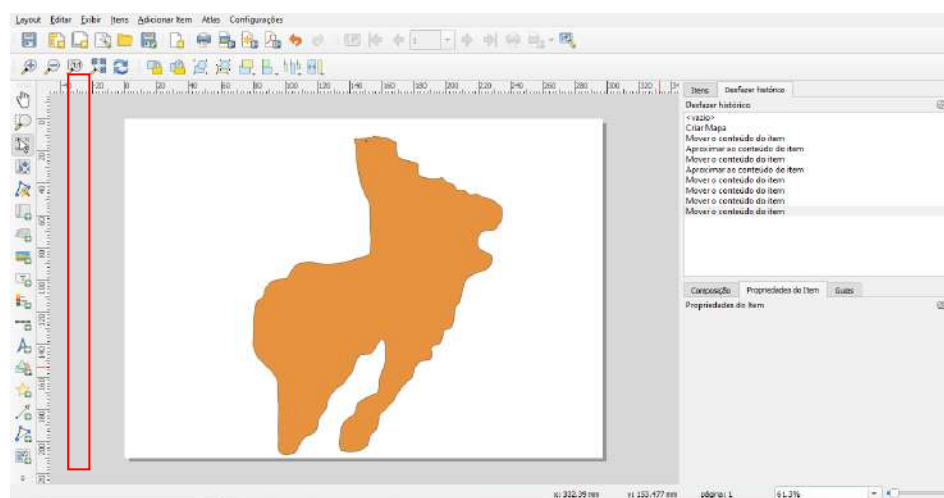 Layout Editar Exibir Itens Adicionar Item Atlas Configurações
1
Itens Desfazer histórico
Desfazer histórico
<vazio>
Criar Mapa
Mover o conteúdo do item
Aproximar ao conteúdo do item
Mover o conteúdo do item
Aproximar ao conteúdo do item
Mover o conteúdo do item
Mover o conteúdo do item
Mover o conteúdo do item
Mover o conteúdo do item
Composição Propriedades do Item Guias
Propriedades do Item
x: 332.39 mm y: 153.477 mm página: 1 61.3%